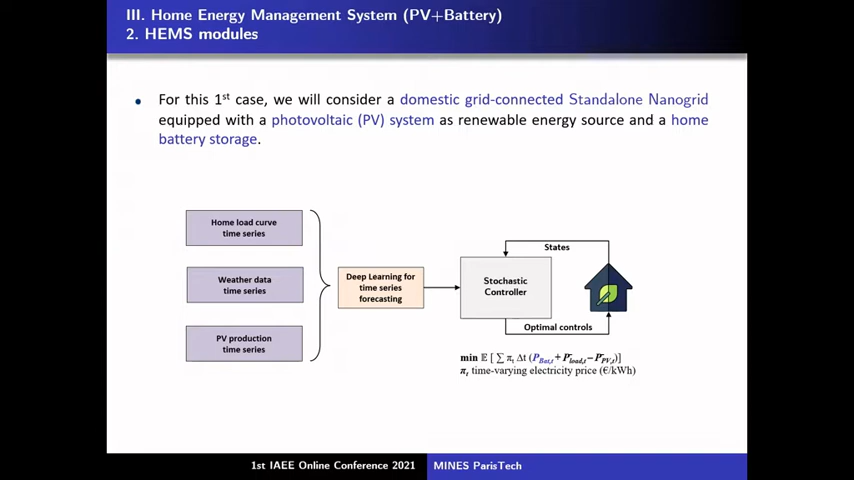 III. Home Energy Management System (PV+Battery)
2. HEMS modules
• For this 1st case, we will consider a domestic grid-connected Standalone Nanogrid
equipped with a photovoltaic (PV) system as renewable energy source and a home
battery storage.
Home load curve
time series
Weather data
time series
PV production
time series
Deep Learning for
time series
forecasting
Stochastic
Controller
States
Optimal controls
min 𝔼 [ ∑ πt Δt (PBat,t + Pload,t − PPV,t)]
πt time-varying electricity price (€/kWh)
1st IAEE Online Conference 2021
MINES ParisTech